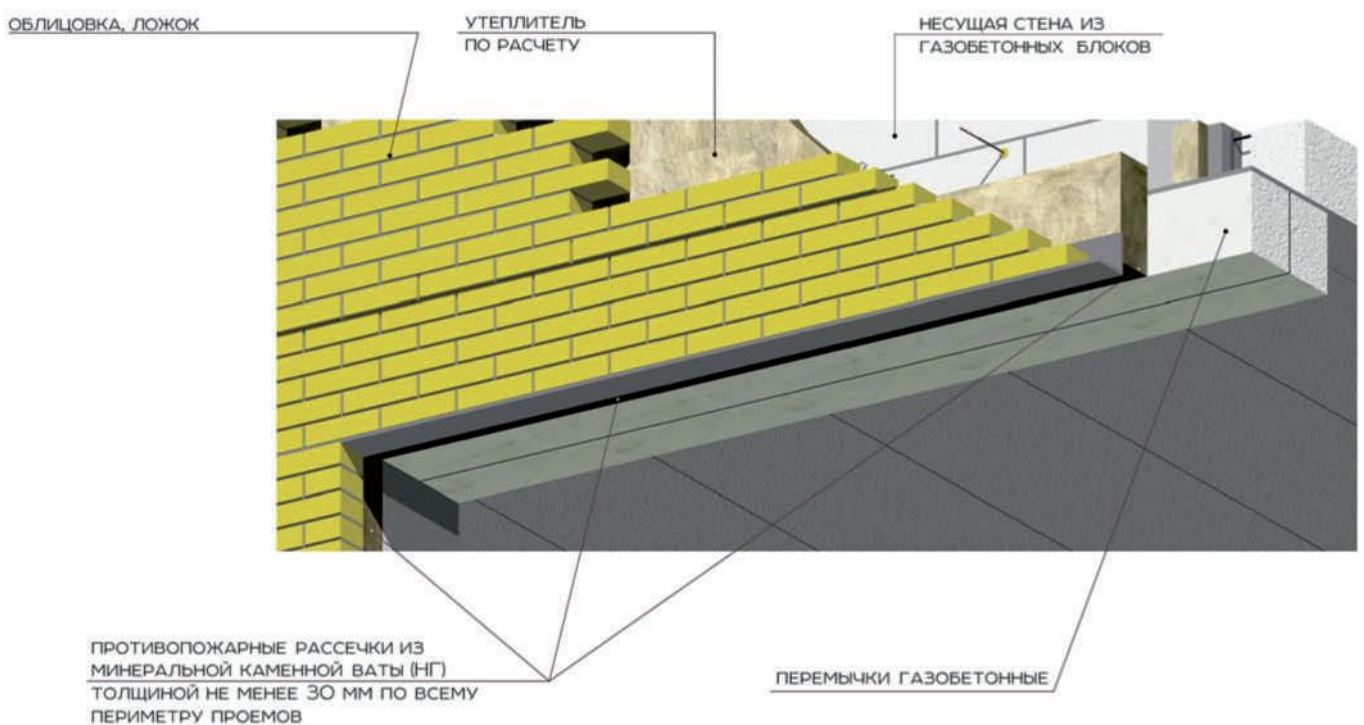 ОБЛИЦОВКА, ЛОЖОК
УТЕПЛИТЕЛЬ
ПО РАСЧЕТУ
НЕСУЩАЯ СТЕНА ИЗ
ГАЗОБЕТОННЫХ БЛОКОВ
ПРОТИВОПОЖАРНЫЕ РАССЕЧКИ ИЗ
МИНЕРАЛЬНОЙ КАМЕННОЙ ВАТЫ (НГ)
ТОЛЩИНОЙ НЕ МЕНЕЕ 30 ММ ПО ВСЕМУ
ПЕРИМЕТРУ ПРОЕМОВ
ПЕРЕМЫЧКИ ГАЗОБЕТОННЫЕ